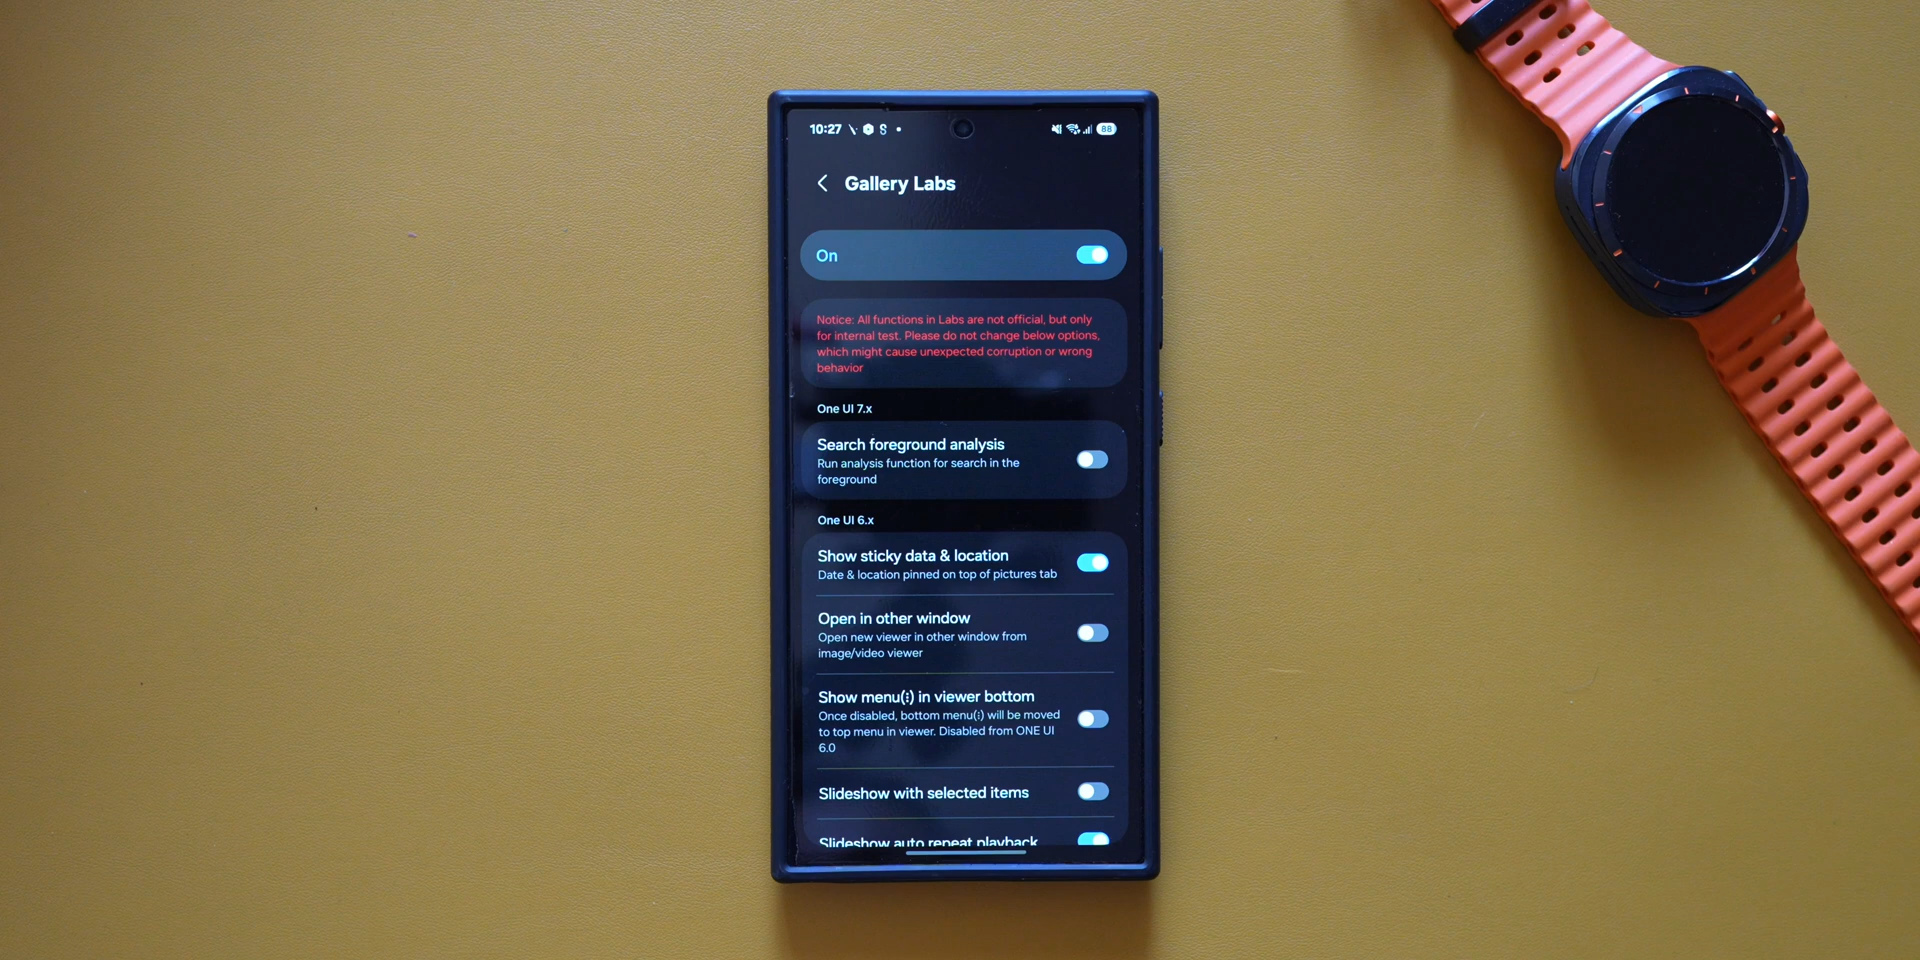 10:27
88
Gallery Labs
On
Notice: All functions in Labs are not official, but only
for internal test. Please do not change below options,
which might cause unexpected corruption or wrong
behavior
One UI 7.x
Search foreground analysis
Run analysis function for search in the
foreground
One UI 6.x
Show sticky data & location
Date & location pinned on top of pictures tab
Open in other window
Open new viewer in other window from
image/video viewer
Show menu(⋮) in viewer bottom
Once disabled, bottom menu(⋮) will be moved
to top menu in viewer. Disabled from ONE UI
6.0
Slideshow with selected items
Slideshow auto repeat playback